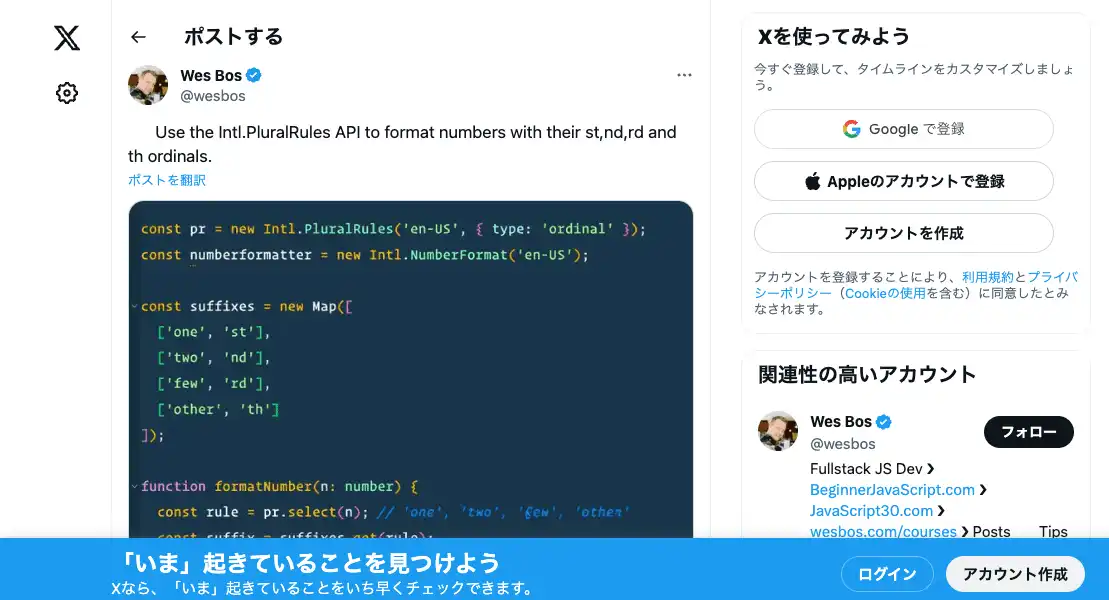 ポストする
Wes Bos
@wesbos
Use the Intl.PluralRules API to format numbers with their st,nd,rd and
th ordinals.
ポストを翻訳
const pr = new Intl.PluralRules('en-US', { type: 'ordinal' });
const numberformatter = new Intl.NumberFormat('en-US');
const suffixes = new Map([
['one', 'st'],
['two', 'nd'],
['few', 'rd'],
['other', 'th']
]);
function formatNumber(n: number) {
const rule = pr.select(n); // 'one', 'two', 'few', 'other'
const suffix = suffixes.get(rule);
Xを使ってみよう
今すぐ登録して、タイムラインをカスタマイズしましょ
う。
Google で登録
Appleのアカウントで登録
アカウントを作成
アカウントを登録することにより、利用規約とプライバ
シーポリシー（Cookieの使用を含む）に同意したとみ
なされます。
関連性の高いアカウント
Wes Bos
@wesbos
フォロー
Fullstack JS Dev ❯
BeginnerJavaScript.com ❯
JavaScript30.com ❯
wesbos.com/courses ❯ Posts Tips
「いま」起きていることを見つけよう
Xなら、「いま」起きていることをいち早くチェックできます。
ログイン
アカウント作成